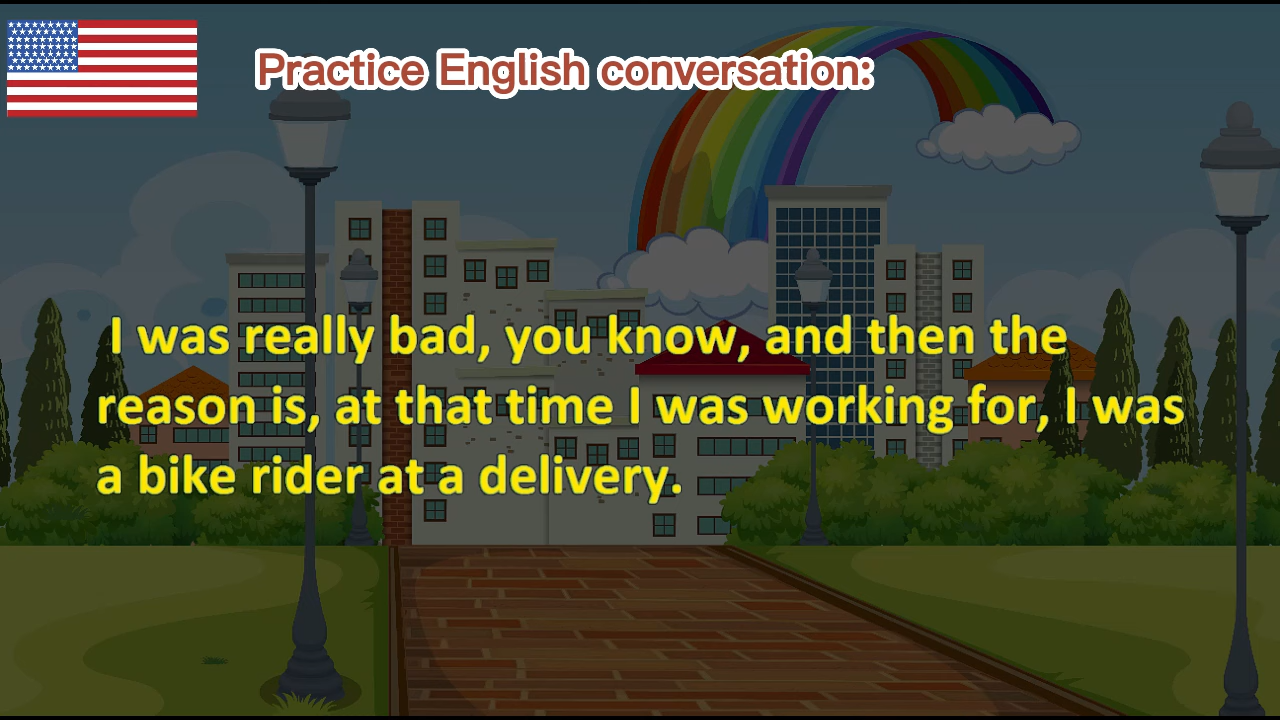 Practice English conversation:
I was really bad, you know, and then the
reason is, at that time I was working for, I was
a bike rider at a delivery.